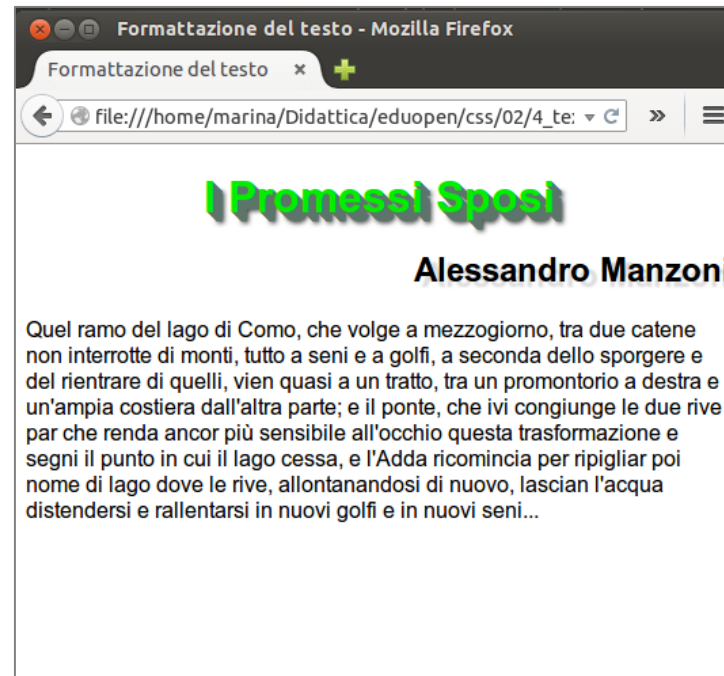 Formattazione del testo - Mozilla Firefox
Formattazione del testo
file:///home/marina/Didattica/eduopen/css/02/4_te
I Promessi Sposi
Alessandro Manzoni
Quel ramo del lago di Como, che volge a mezzogiorno, tra due catene
non interrotte di monti, tutto a seni e a golfi, a seconda dello sporgere e
del rientrare di quelli, vien quasi a un tratto, tra un promontorio a destra e
un'ampia costiera dall'altra parte; e il ponte, che ivi congiunge le due rive
par che renda ancor più sensibile all'occhio questa trasformazione e
segni il punto in cui il lago cessa, e l'Adda ricomincia per ripigliar poi
nome di lago dove le rive, allontanandosi di nuovo, lascian l'acqua
distendersi e rallentarsi in nuovi golfi e in nuovi seni...